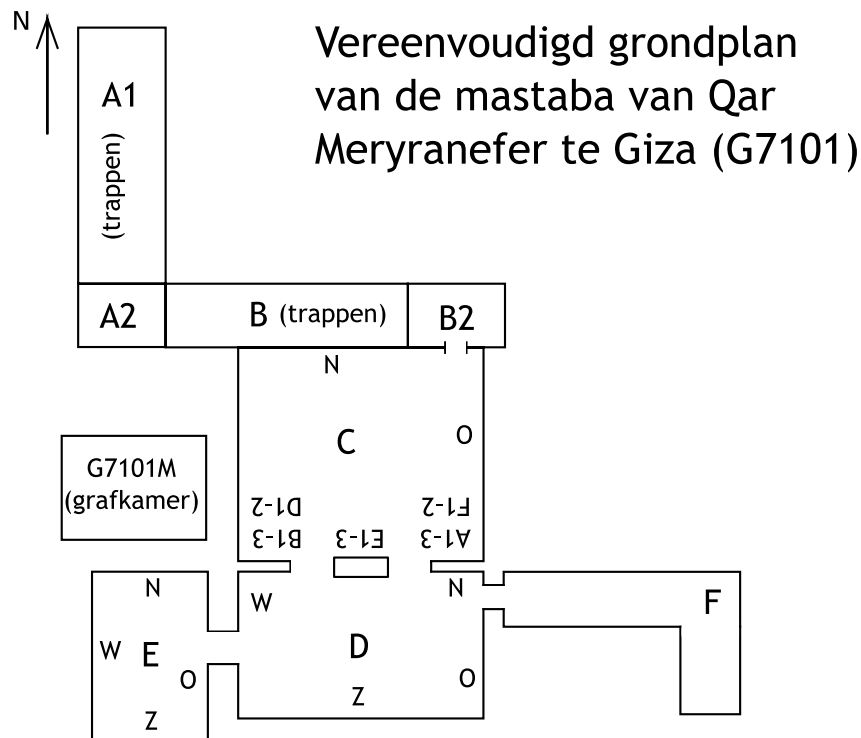 N
Vereenvoudigd grondplan
van de mastaba van Qar
Meryranefer te Giza (G7101)
A1
(trappen)
A2
B (trappen)
B2
N
C
O
G7101M
(grafkamer)
D1-2
F1-2
B1-3
E1-3
A1-3
N
W
N
F
W
E
D
O
O
Z
Z